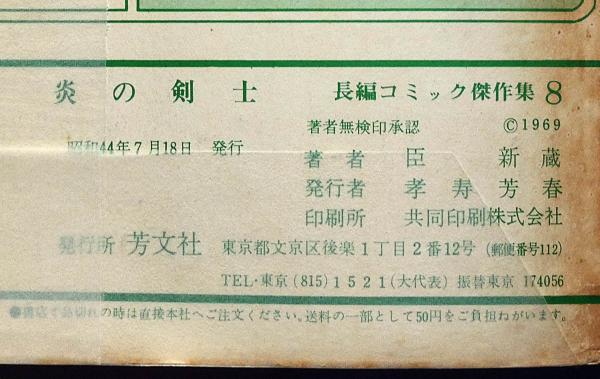 炎の剣士 長編コミック傑作集 8
著者無検印承認 ©1969
昭和44年7月18日 発行
著者 臣新蔵
発行者 孝寿芳春
印刷所 共同印刷株式会社
発行所 芳文社 東京都文京区後楽1丁目2番12号 (郵便番号112)
TEL・東京 (815) 1521 (大代表) 振替東京 174056
●書店で品切れの時は直接本社へご注文ください。送料の一部として50円をご負担ねがいます。